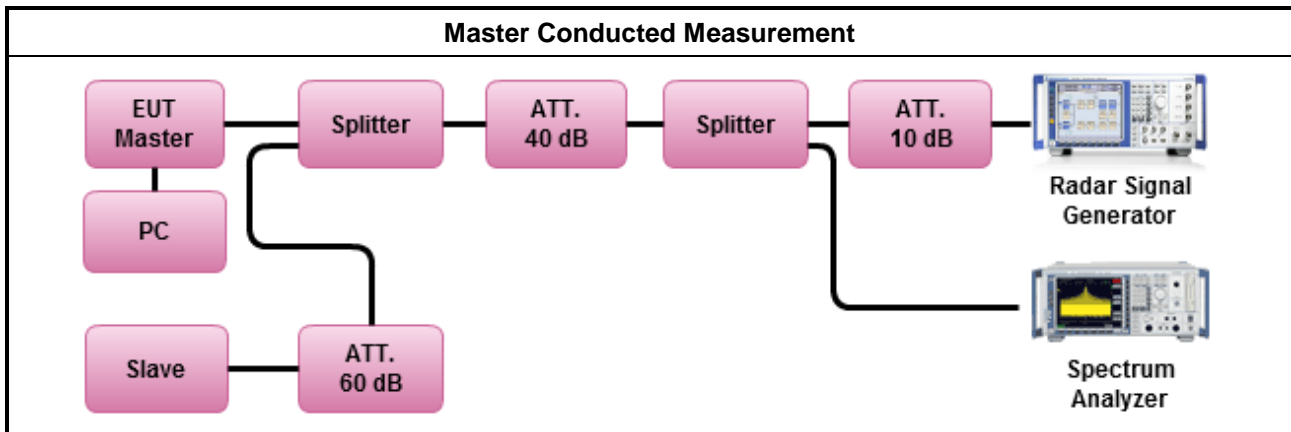 Master Conducted Measurement
EUT
Master
Splitter
ATT.
40 dB
Splitter
ATT.
10 dB
Radar Signal
Generator
PC
Slave
ATT.
60 dB
Spectrum
Analyzer